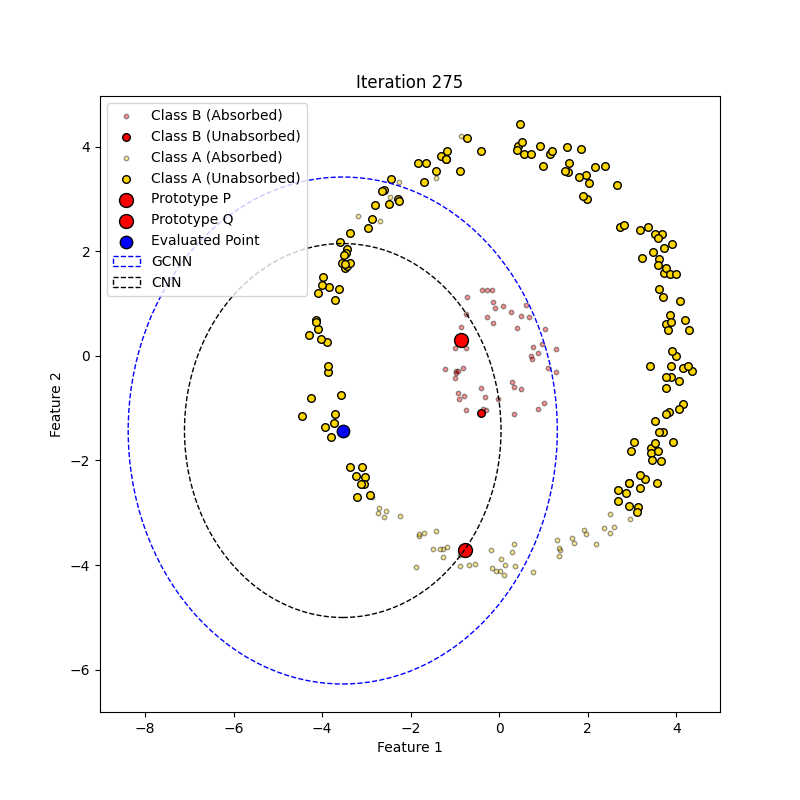 Iteration 275
Class B (Absorbed)
Class B (Unabsorbed)
Class A (Absorbed)
Class A (Unabsorbed)
Prototype P
Prototype Q
Evaluated Point
GCNN
CNN
4
2
0
−2
−4
−6
Feature 2
−8 −6 −4 −2 0 2 4
Feature 1